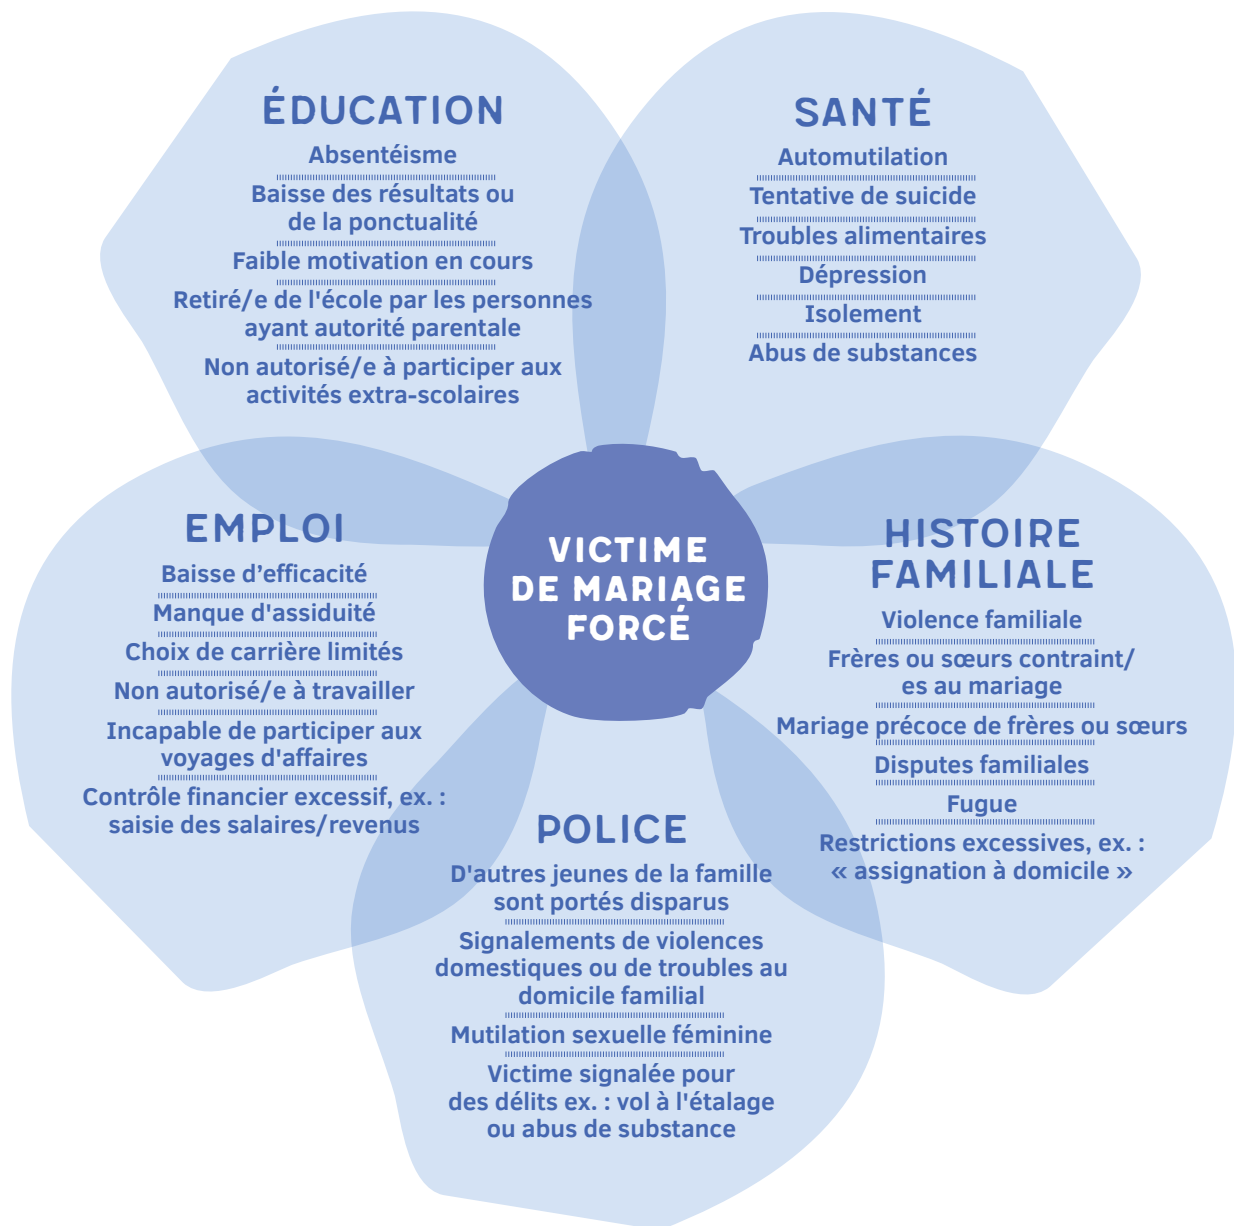 ÉDUCATION
Absentéisme
Baisse des résultats ou
de la ponctualité
Faible motivation en cours
Retiré/e de l'école par les personnes
ayant autorité parentale
Non autorisé/e à participer aux
activités extra-scolaires
SANTÉ
Automutilation
Tentative de suicide
Troubles alimentaires
Dépression
Isolement
Abus de substances
VICTIME
DE MARIAGE
FORCÉ
EMPLOI
Baisse d’efficacité
Manque d'assiduité
Choix de carrière limités
Non autorisé/e à travailler
Incapable de participer aux
voyages d'affaires
Contrôle financier excessif, ex. :
saisie des salaires/revenus
HISTOIRE
FAMILIALE
Violence familiale
Frères ou sœurs contraint/
es au mariage
Mariage précoce de frères ou sœurs
Disputes familiales
Fugue
Restrictions excessives, ex. :
« assignation à domicile »
POLICE
D'autres jeunes de la famille
sont portés disparus
Signalements de violences
domestiques ou de troubles au
domicile familial
Mutilation sexuelle féminine
Victime signalée pour
des délits ex. : vol à l'étalage
ou abus de substance